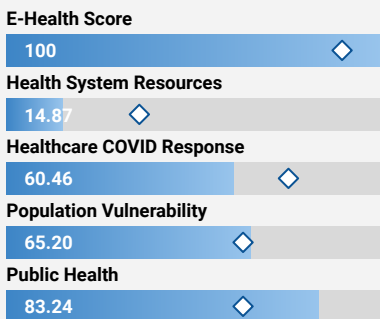 E-Health Score
100
Health System Resources
14.87
Healthcare COVID Response
60.46
Population Vulnerability
65.20
Public Health
83.24